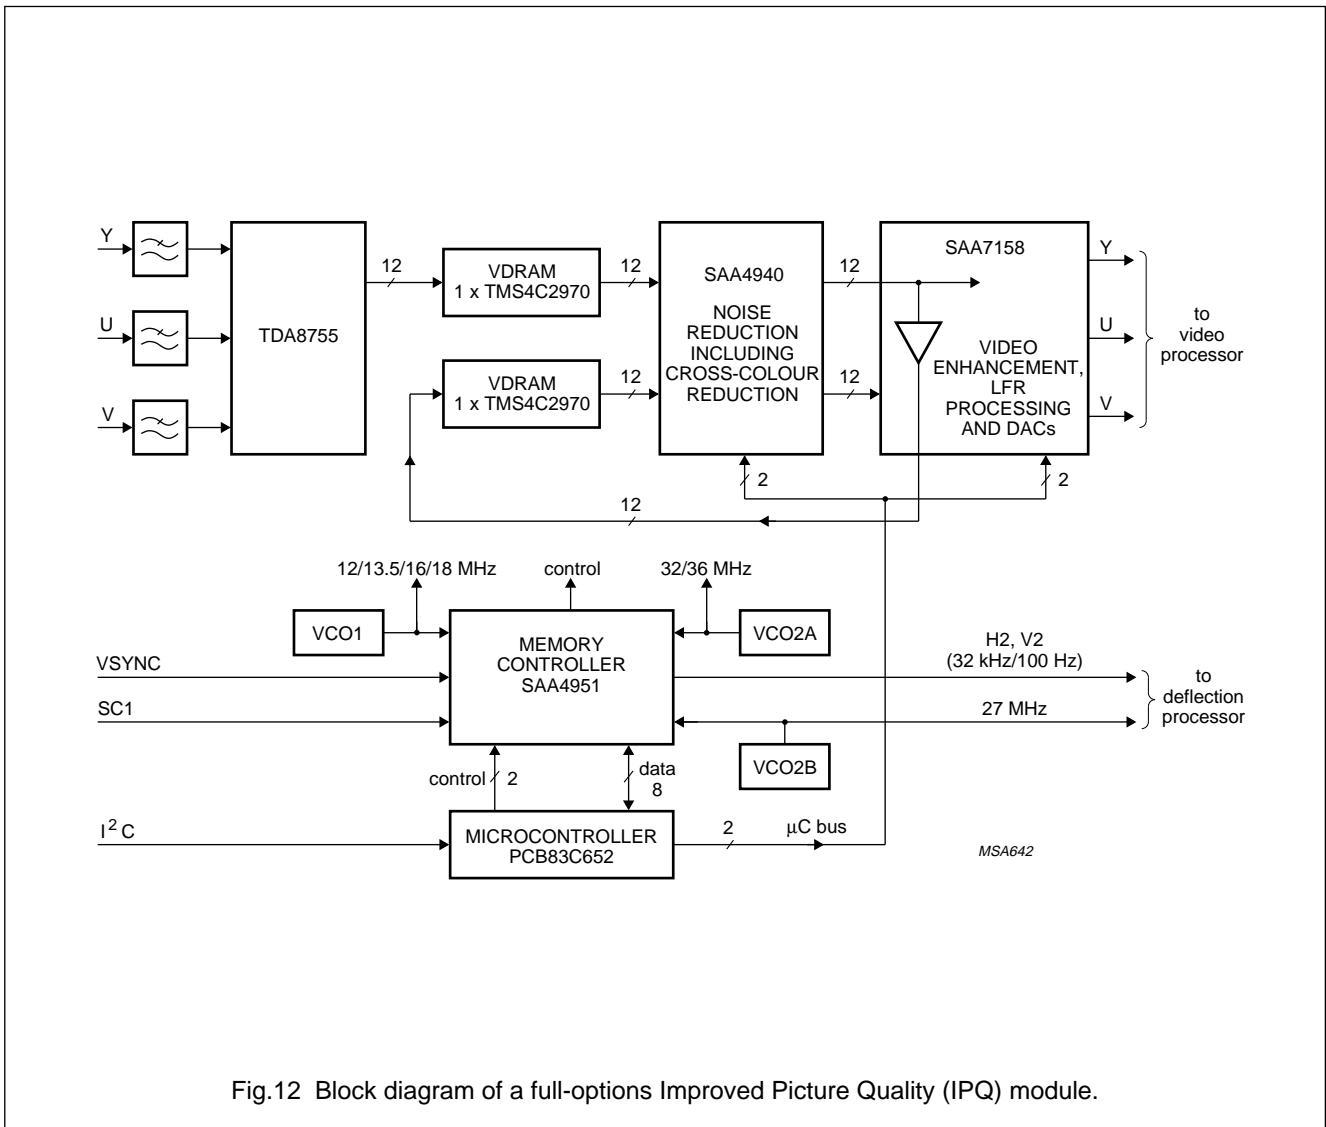 Y
U
V
TDA8755
12
VDRAM
1 x TMS4C2970
12
VDRAM
1 x TMS4C2970
12
SAA4940
NOISE
REDUCTION
INCLUDING
CROSS-COLOUR
REDUCTION
12
12
SAA7158
VIDEO
ENHANCEMENT,
LFR
PROCESSING
AND DACs
Y
U
V
to
video
processor
2
2
12
12/13.5/16/18 MHz
control
32/36 MHz
VCO1
MEMORY
CONTROLLER
SAA4951
VCO2A
VSYNC
SC1
H2, V2
(32 kHz/100 Hz)
27 MHz
to
deflection
processor
VCO2B
control
2
data
8
I²C
MICROCONTROLLER
PCB83C652
2
µC bus
MSA642
Fig.12 Block diagram of a full-options Improved Picture Quality (IPQ) module.